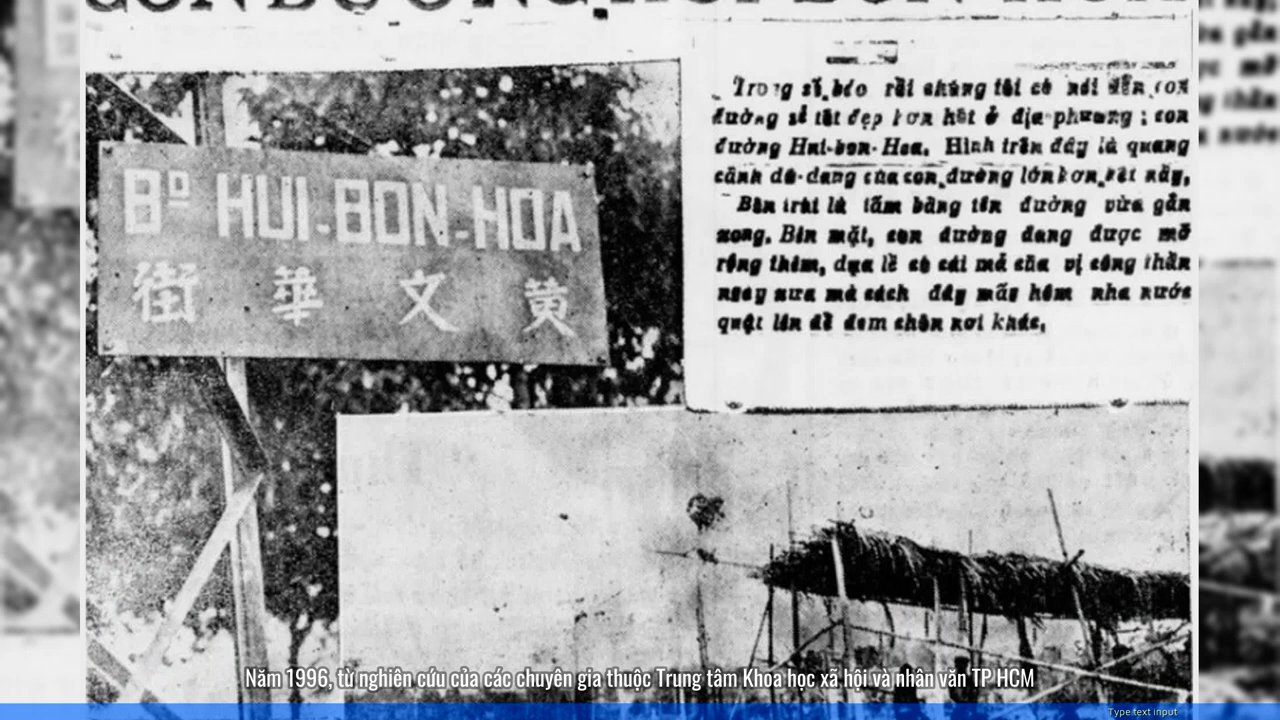 Bᴰ HUI-BON-HOA
黄文華街
Trong số báo rồi chúng tôi có nói đến con
đường sẽ tốt đẹp hơn hết ở địa-phương ; con
đường Hui-bon-Hoa. Hình trên đây là quang
cảnh dở-dang của con đường lớn hơn hết nầy.
Bên trái là tấm bảng tên đường vừa gắn
xong. Bên mặt, con đường đang được mở
rộng thêm, dựa lề có cái mả của vị công thần
ngày xưa mà cách đây mấy hôm nhà nước
quật lên để đem chôn nơi khác.
Năm 1996, từ nghiên cứu của các chuyên gia thuộc Trung tâm Khoa học xã hội và nhân văn TP HCM
Type text input